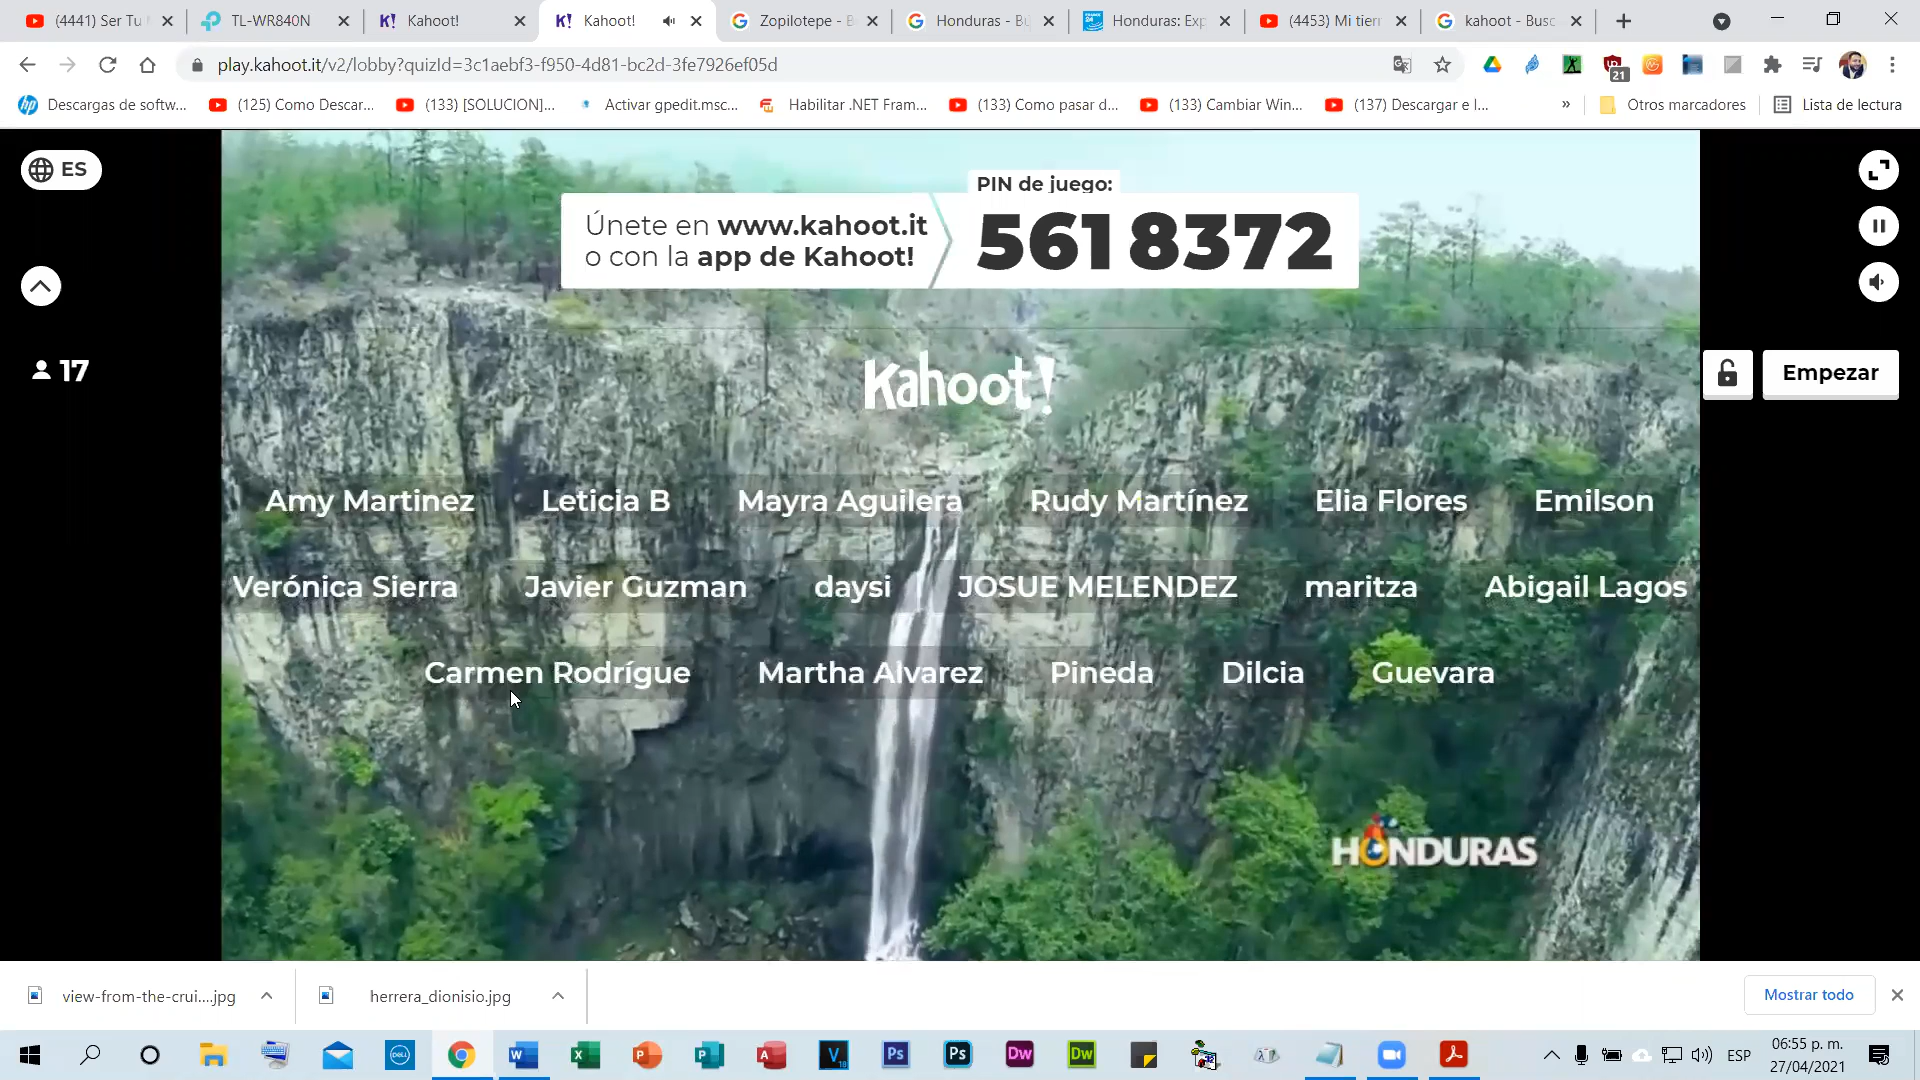 (4441) Ser Tu
TL-WR840N
Kahoot!
Kahoot!
Zopilotepe - B
Honduras - Bú
Honduras: Exp
(4453) Mi tierr
kahoot - Busc
play.kahoot.it/v2/lobby?quizId=3c1aebf3-f950-4d81-bc2d-3fe7926ef05d
21
Descargas de softw...
(125) Como Descar...
(133) [SOLUCION]...
Activar gpedit.msc...
Habilitar .NET Fram...
(133) Como pasar d...
(133) Cambiar Win...
(137) Descargar e I...
»
Otros marcadores
Lista de lectura
ES
PIN de juego:
Únete en www.kahoot.it
o con la app de Kahoot!
561 8372
17
Kahoot!
Empezar
Amy Martinez
Leticia B
Mayra Aguilera
Rudy Martínez
Elia Flores
Emilson
Verónica Sierra
Javier Guzman
daysi
JOSUE MELENDEZ
maritza
Abigail Lagos
Carmen Rodrígue
Martha Alvarez
Pineda
Dilcia
Guevara
HONDURAS
view-from-the-crui....jpg
herrera_dionisio.jpg
Mostrar todo
ESP
06:55 p. m.
27/04/2021